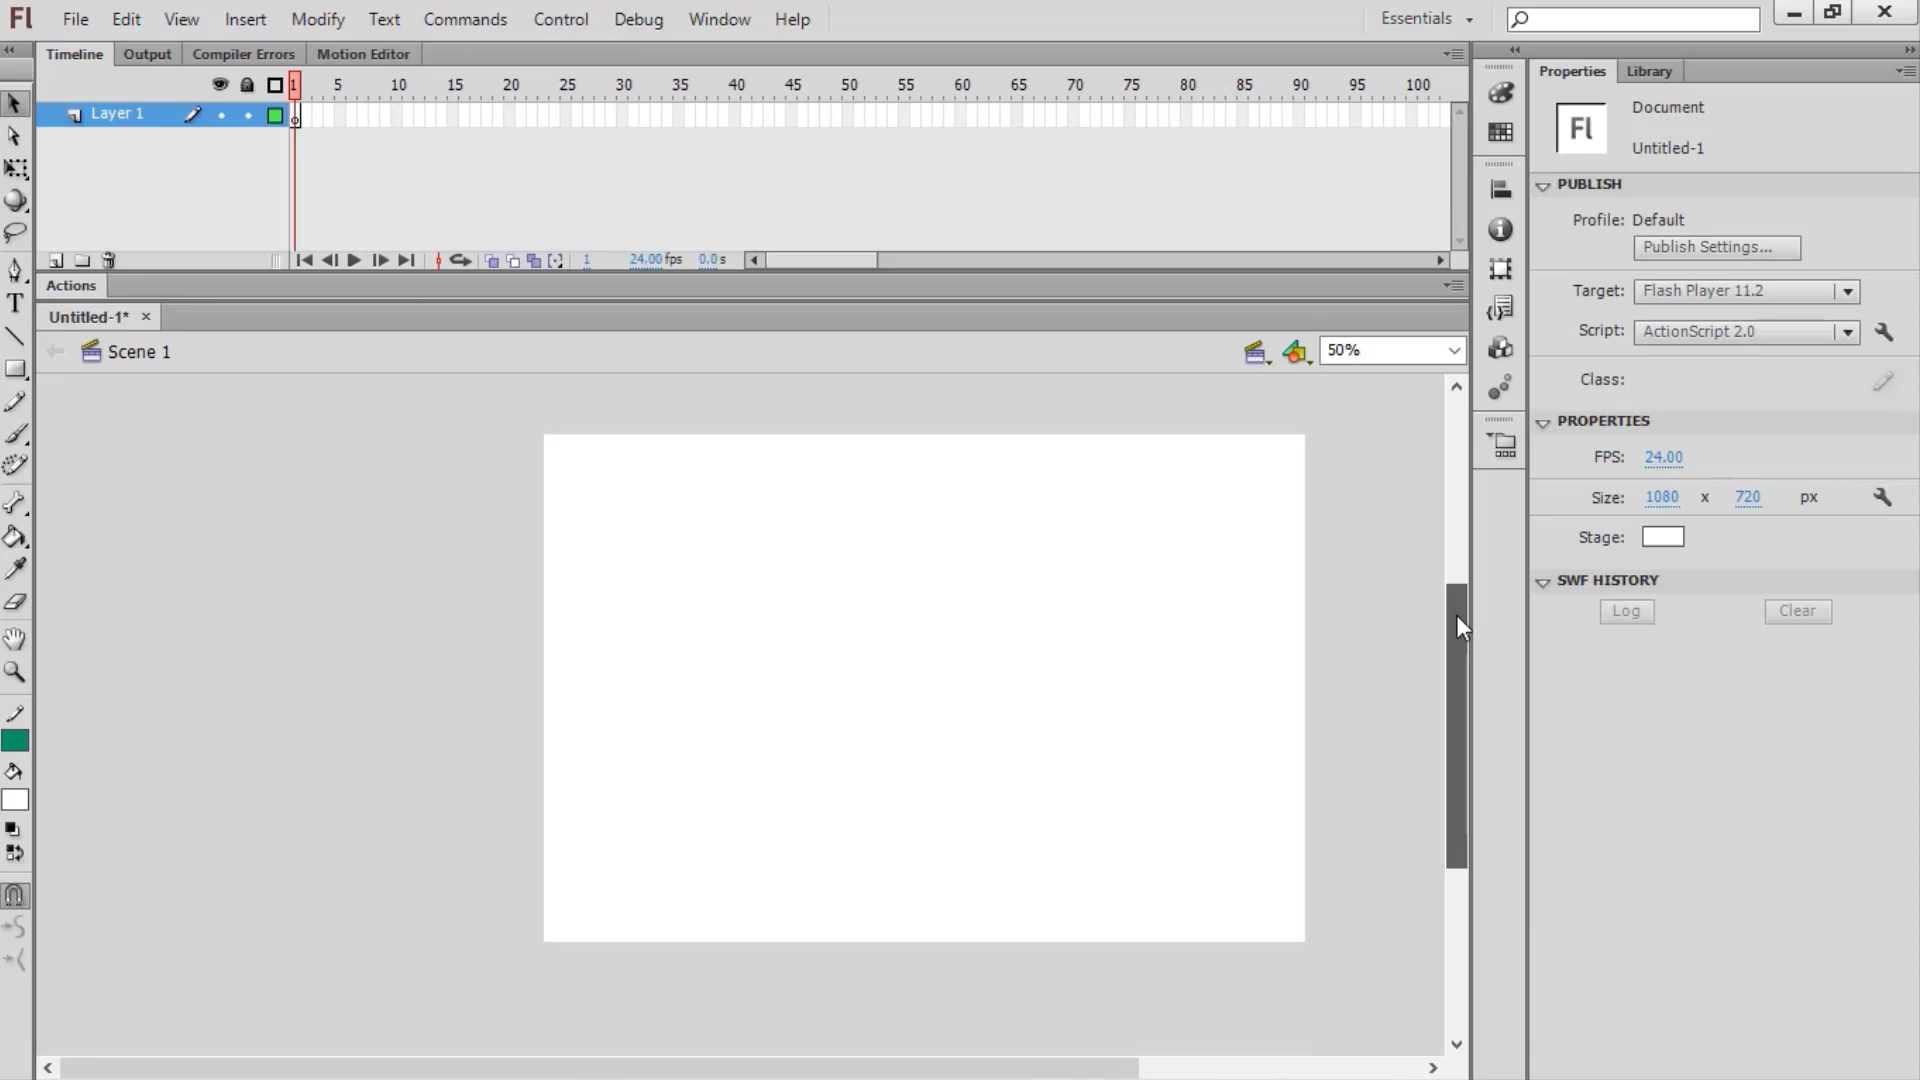 Fl File Edit View Insert Modify Text Commands Control Debug Window Help Essentials
Timeline Output Compiler Errors Motion Editor
1 5 10 15 20 25 30 35 40 45 50 55 60 65 70 75 80 85 90 95 100
Layer 1
1 24.00 fps 0.0 s
Actions
Untitled-1* ×
Scene 1 50%
Properties Library
Fl
Document
Untitled-1
PUBLISH
Profile: Default
Publish Settings...
Target: Flash Player 11.2
Script: ActionScript 2.0
Class:
PROPERTIES
FPS: 24.00
Size: 1080 x 720 px
Stage:
SWF HISTORY
Log Clear